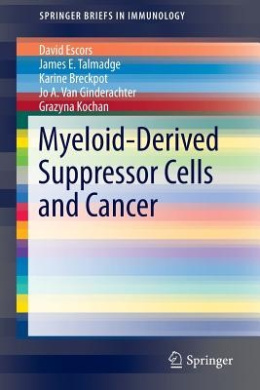 SPRINGER BRIEFS IN IMMUNOLOGY
David Escors
James E. Talmadge
Karine Breckpot
Jo A. Van Ginderachter
Grazyna Kochan
Myeloid-Derived
Suppressor Cells
and Cancer
Springer